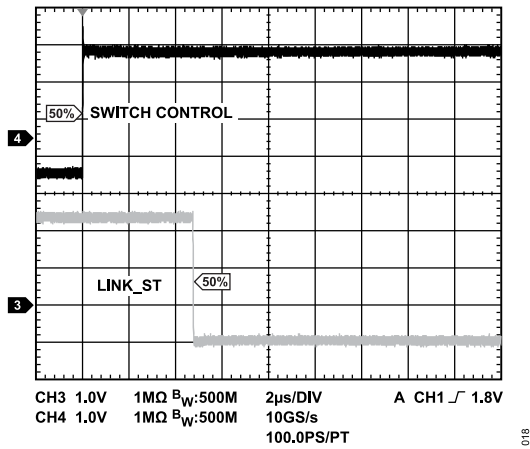 50% SWITCH CONTROL
4
LINK_ST 50%
3
CH3 1.0V 1MΩ BW:500M 2µs/DIV A CH1 1.8V
CH4 1.0V 1MΩ BW:500M 10GS/s
100.0PS/PT
018